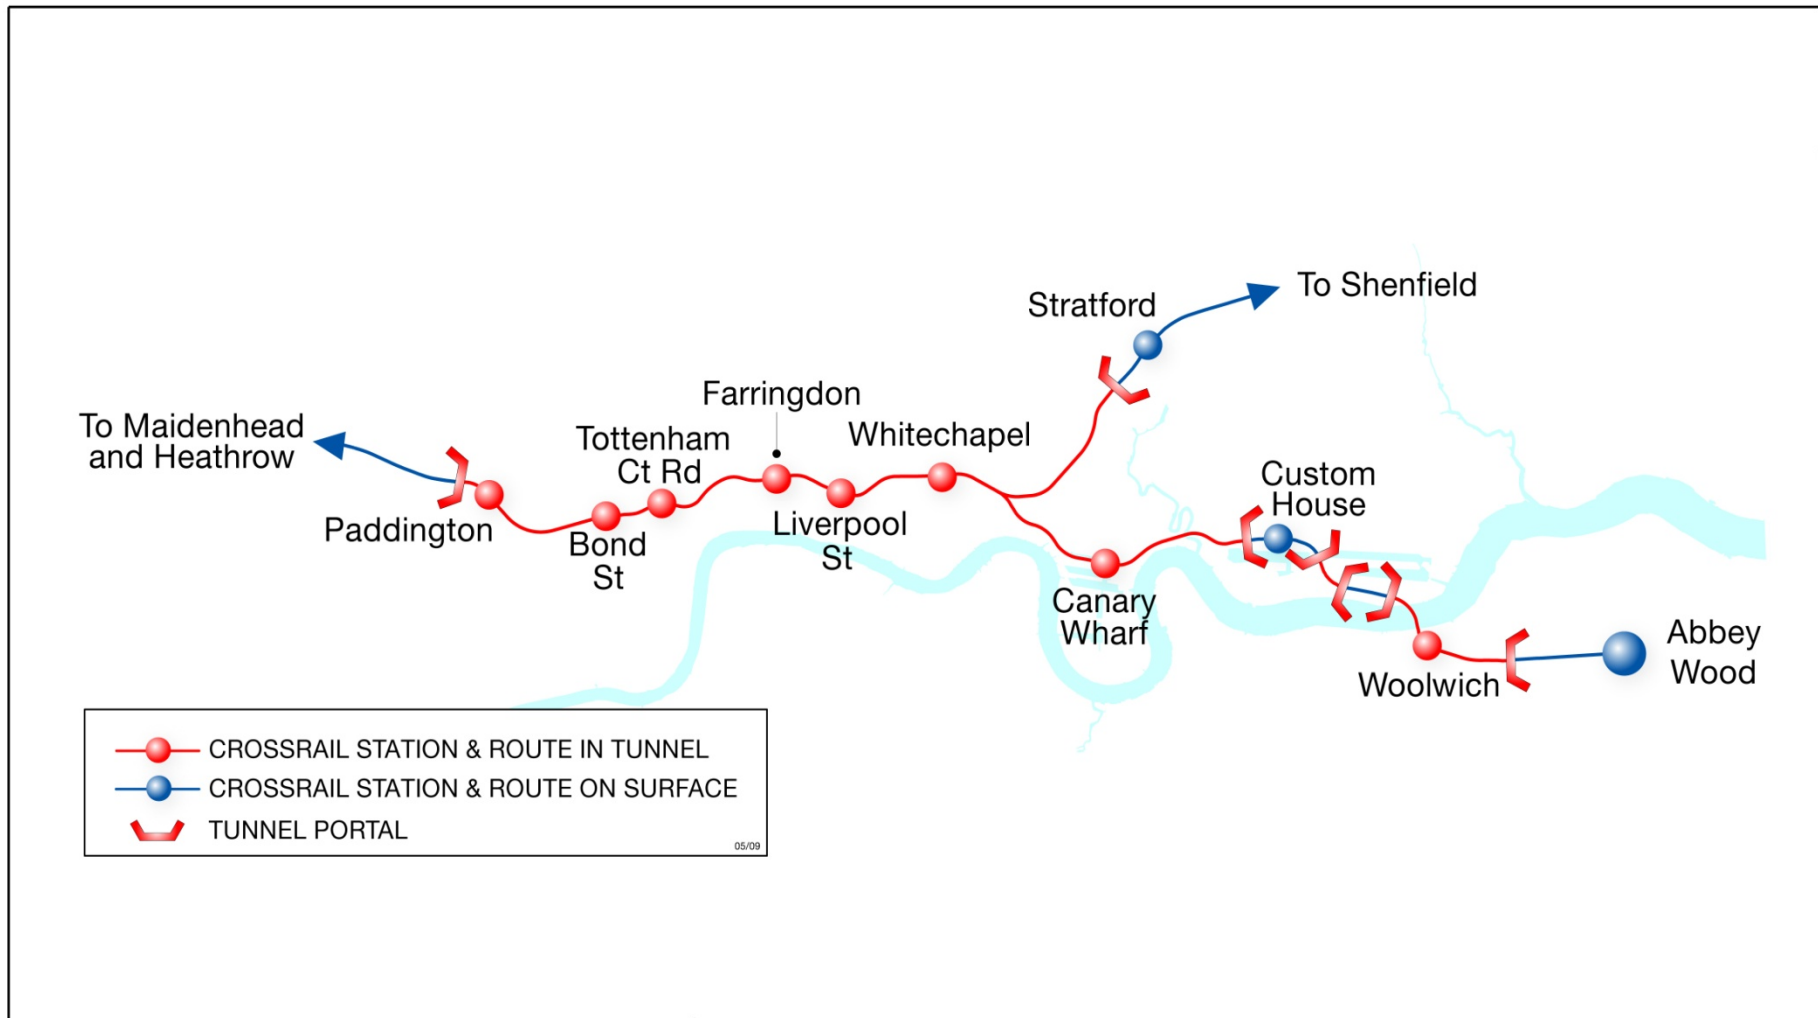 To Shenfield
Stratford
Farringdon
To Maidenhead
and Heathrow
Tottenham
Ct Rd
Whitechapel
Custom
House
Paddington
Bond
St
Liverpool
St
Canary
Wharf
Abbey
Wood
Woolwich
CROSSRAIL STATION & ROUTE IN TUNNEL
CROSSRAIL STATION & ROUTE ON SURFACE
TUNNEL PORTAL
05/09